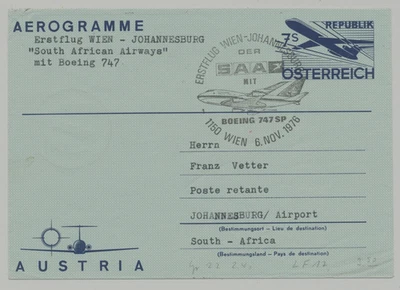 AEROGRAMME
Erstflug WIEN - JOHANNESBURG
"South African Airways"
mit Boeing 747
REPUBLIK
7S
ÖSTERREICH
ERSTFLUG WIEN-JOHANNESBURG
DER
SAA
MIT
BOEING 747 SP
1150 WIEN 6. NOV. 1976
Herrn
Franz Vetter
Poste retante
JOHANNESBURG/ Airport
(Bestimmungsort - Lieu de destination)
South - Africa
(Bestimmungsland - Pays de destination)
AUSTRIA